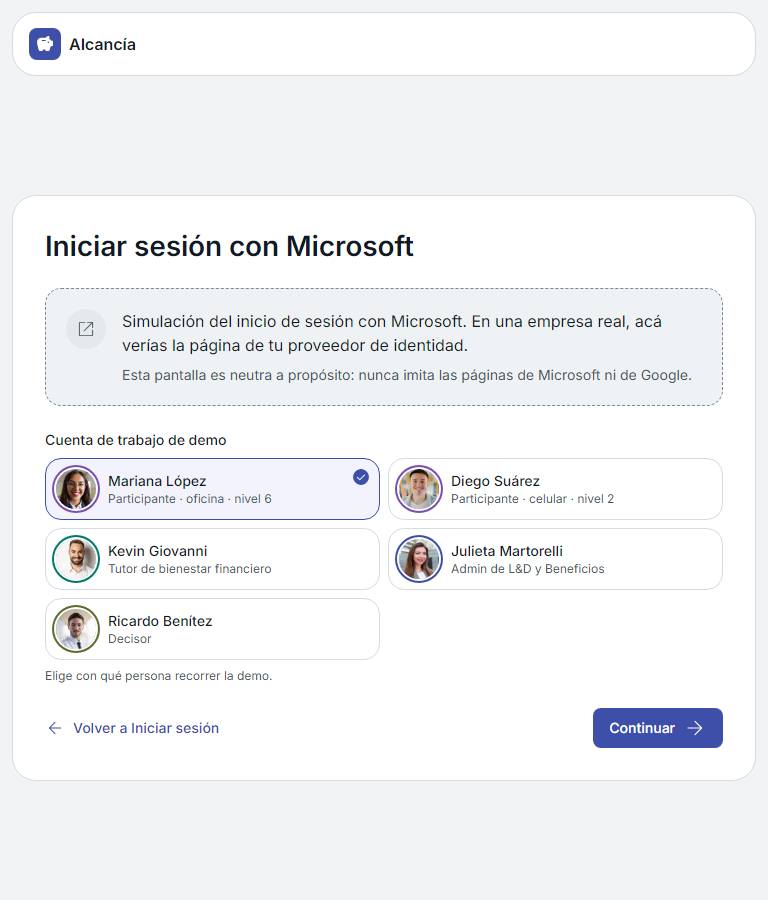 Alcancía
Iniciar sesión con Microsoft
Simulación del inicio de sesión con Microsoft. En una empresa real, acá
verías la página de tu proveedor de identidad.
Esta pantalla es neutra a propósito: nunca imita las páginas de Microsoft ni de Google.
Cuenta de trabajo de demo
Mariana López
Participante · oficina · nivel 6
Diego Suárez
Participante · celular · nivel 2
Kevin Giovanni
Tutor de bienestar financiero
Julieta Martorelli
Admin de L&D y Beneficios
Ricardo Benítez
Decisor
Elige con qué persona recorrer la demo.
Volver a Iniciar sesión
Continuar